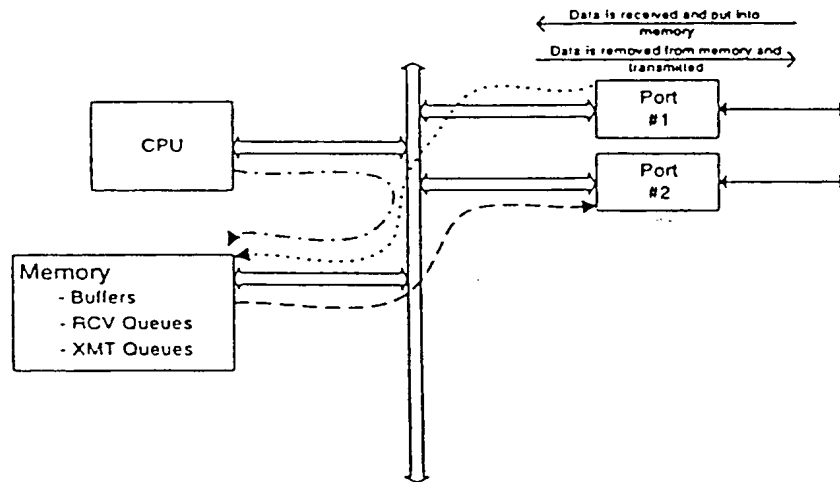 Data is received and put into
memory
Data is removed from memory and
transmitted
CPU
Port
#1
Port
#2
Memory
- Buffers
- RCV Queues
- XMT Queues